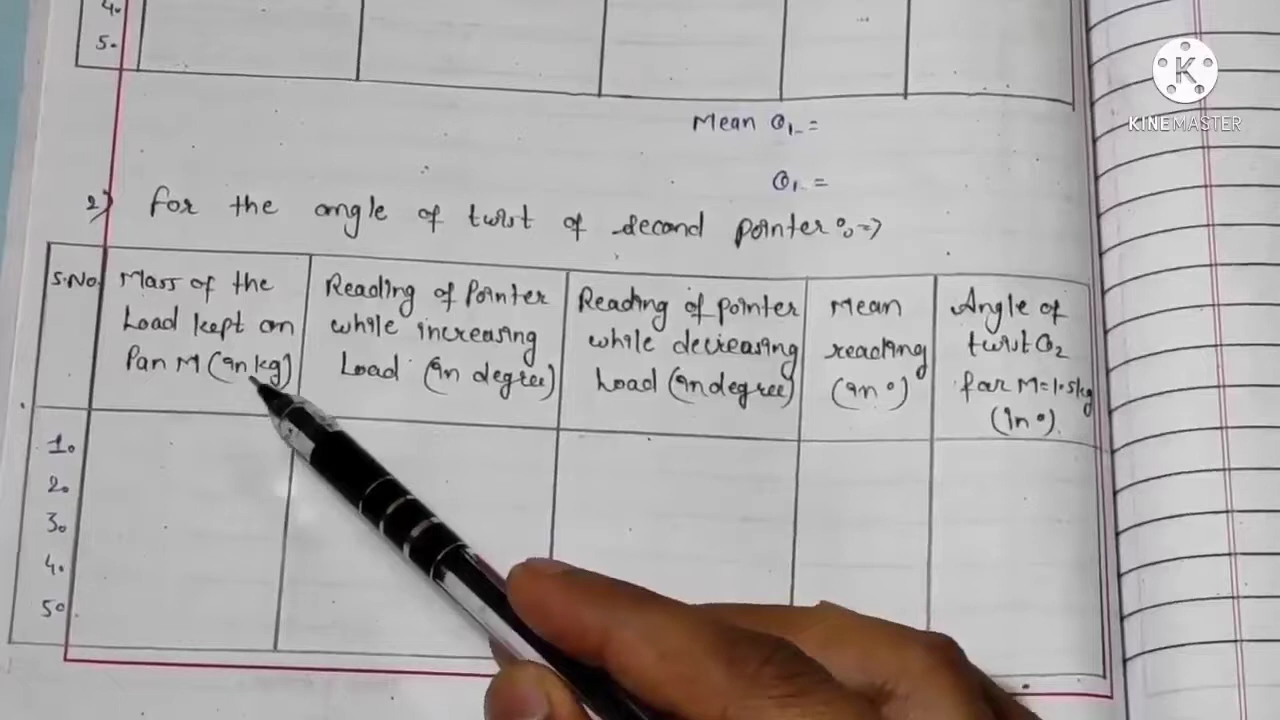 4.
5.
Mean θ1 =
θ1 =
2) for the angle of twist of second pointer :→
S.No.
Mass of the
Load kept on
Pan M (in kg)
Reading of Pointer
while increasing
Load (in degree)
Reading of pointer
while decreasing
Load (in degree)
Mean
reading
(in °)
Angle of
twist θ2
for M=1.5kg
(in °).
1.
2.
3.
4.
5.
K
KINEMASTER